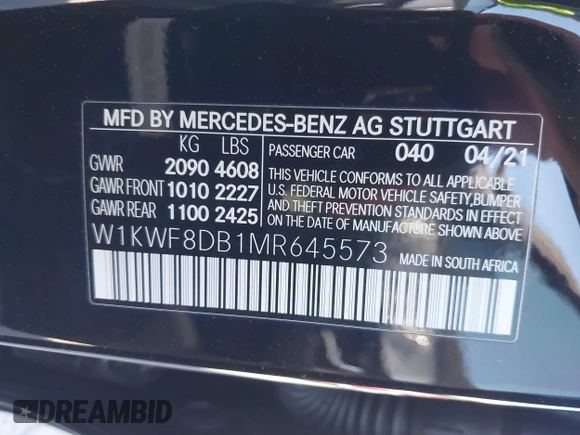 MFD BY MERCEDES-BENZ AG STUTTGART
KG LBS
GVWR 2090 4608
GAWR FRONT 1010 2227
GAWR REAR 1100 2425
PASSENGER CAR 040 04/21
THIS VEHICLE CONFORMS TO ALL APPLICABLE
U.S. FEDERAL MOTOR VEHICLE SAFETY,BUMPER
AND THEFT PREVENTION STANDARDS IN EFFECT
ON THE DATE OF MANUFACTURE SHOWN ABOVE.
W1KWF8DB1MR645573
MADE IN SOUTH AFRICA
DREAMBID